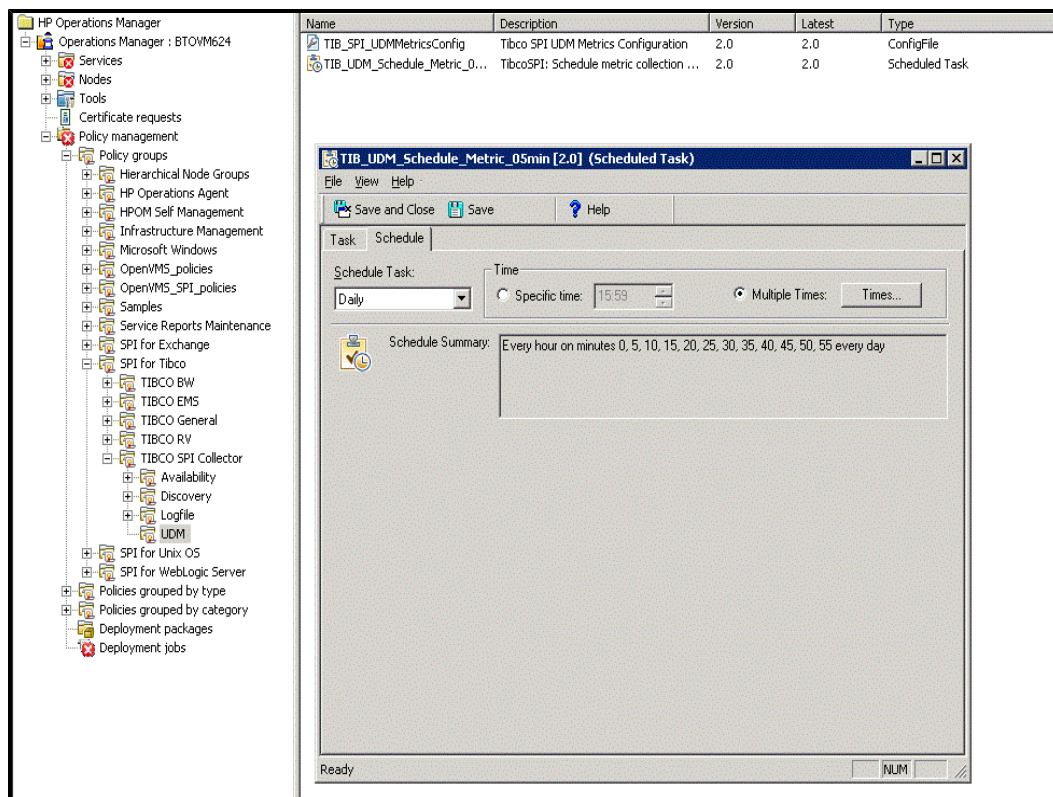 HP Operations Manager
Operations Manager : BTOVM624
Services
Nodes
Tools
Certificate requests
Policy management
Policy groups
Hierarchical Node Groups
HP Operations Agent
HPOM Self Management
Infrastructure Management
Microsoft Windows
OpenVMS_policies
OpenVMS_SPI_policies
Samples
Service Reports Maintenance
SPI for Exchange
SPI for Tibco
TIBCO BW
TIBCO EMS
TIBCO General
TIBCO RV
TIBCO SPI Collector
Availability
Discovery
Logfile
UDM
SPI for Unix OS
SPI for WebLogic Server
Policies grouped by type
Policies grouped by category
Deployment packages
Deployment jobs
Name Description Version Latest Type
TIB_SPI_UDMMetricsConfig Tibco SPI UDM Metrics Configuration 2.0 2.0 ConfigFile
TIB_UDM_Schedule_Metric_0... TibcoSPI: Schedule metric collection ... 2.0 2.0 Scheduled Task
TIB_UDM_Schedule_Metric_05min [2.0] (Scheduled Task)
File View Help
Save and Close Save Help
Task Schedule
Schedule Task: Time
Daily Specific time: 15:59 Multiple Times: Times...
Schedule Summary: Every hour on minutes 0, 5, 10, 15, 20, 25, 30, 35, 40, 45, 50, 55 every day
Ready NUM